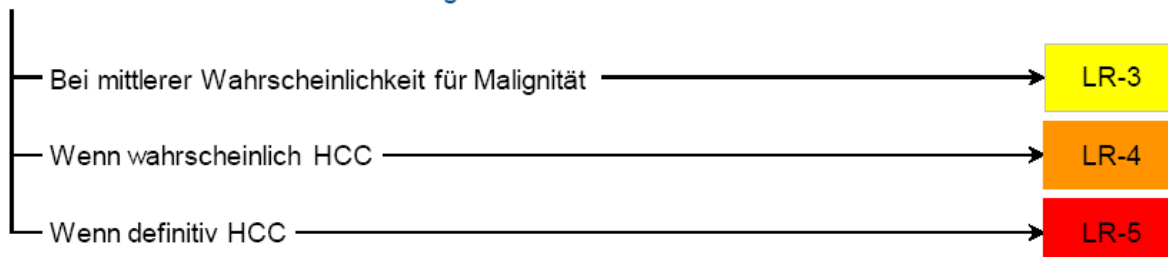 Bei mittlerer Wahrscheinlichkeit für Malignität LR-3
Wenn wahrscheinlich HCC LR-4
Wenn definitiv HCC LR-5